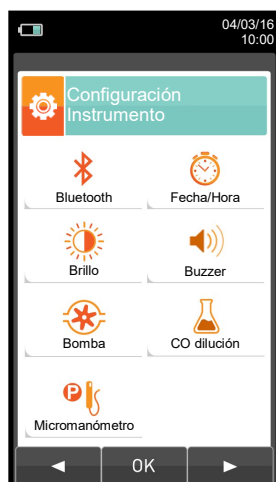 04/03/16
10:00
Configuración
Instrumento
Bluetooth
Fecha/Hora
Brillo
Buzzer
Bomba
CO dilución
P
Micromanómetro
OK